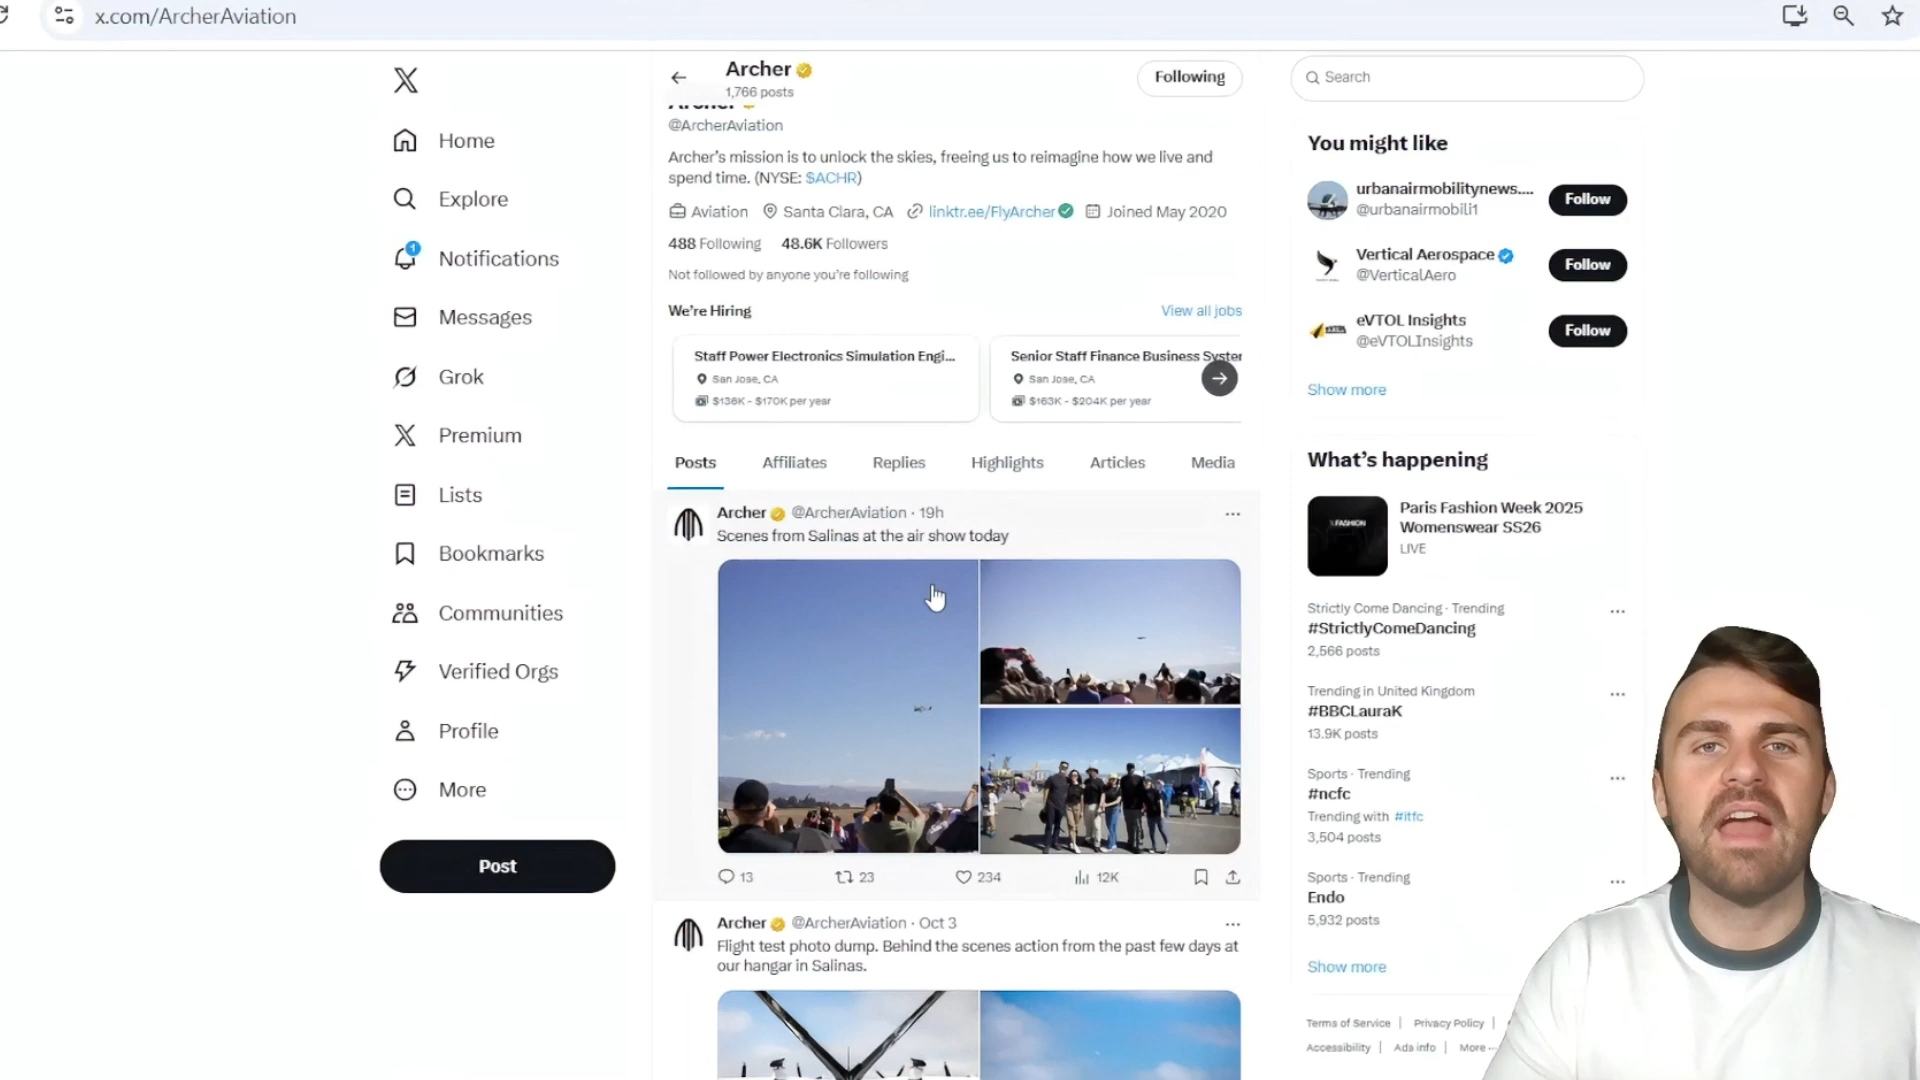 x.com/ArcherAviation
Home
Explore
1
Notifications
Messages
Grok
Premium
Lists
Bookmarks
Communities
Verified Orgs
Profile
More
Post
Archer
1,766 posts
Following
Archer
@ArcherAviation
Archer's mission is to unlock the skies, freeing us to reimagine how we live and
spend time. (NYSE: $ACHR)
Aviation Santa Clara, CA linktr.ee/FlyArcher Joined May 2020
488 Following 48.6K Followers
Not followed by anyone you're following
We're Hiring View all jobs
Staff Power Electronics Simulation Engi...
San Jose, CA
$136K - $170K per year
Senior Staff Finance Business System
San Jose, CA
$163K - $204K per year
Posts Affiliates Replies Highlights Articles Media
Archer @ArcherAviation · 19h
Scenes from Salinas at the air show today
13 23 234 12K
Archer @ArcherAviation · Oct 3
Flight test photo dump. Behind the scenes action from the past few days at
our hangar in Salinas.
Search
You might like
urbanairmobilitynews....
@urbanairmobili1
Follow
Vertical Aerospace
@VerticalAero
Follow
eVTOL Insights
@eVTOLInsights
Follow
Show more
What's happening
Paris Fashion Week 2025
Womenswear SS26
LIVE
Strictly Come Dancing · Trending
#StrictlyComeDancing
2,566 posts
Trending in United Kingdom
#BBCLauraK
13.9K posts
Sports · Trending
#ncfc
Trending with #itfc
3,504 posts
Sports · Trending
Endo
5,932 posts
Show more
Terms of Service | Privacy Policy |
Accessibility | Ads info | More ...